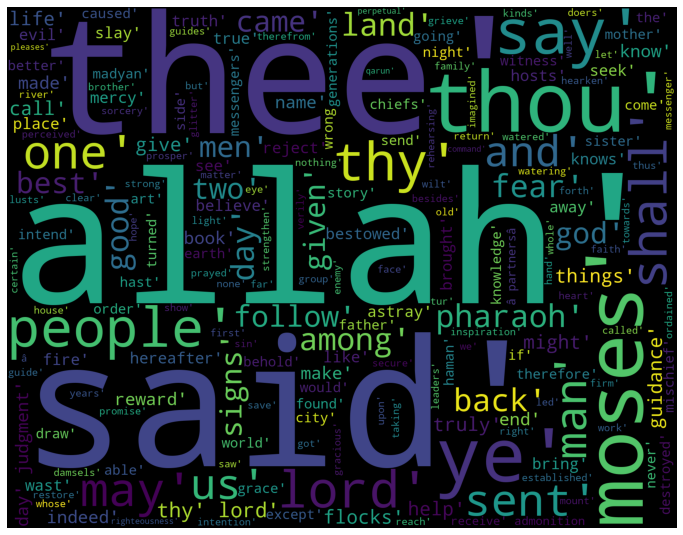 life'
caused'
thee'
came'
land'
say'
kinds'
doers'
the'
grieve'
perpetual'
pleases'
guides'
therefrom'
truth'
evil'
slay'
true'
going'
mother'
let'
well'
better'
madyan'
but'
night'
witness'
know'
river'
brother'
qarun'
family'
hearken'
made'
messengers'
generations'
hosts'
seek'
call'
mercy'
side'
name'
chiefs'
imagined'
come'
messenger'
place'
perceived'
sorcery'
glitter'
wrong'
send'
rehearsing'
return'
watered'
thou'
one'
prosper'
men'
give'
reject'
thy'
command'
and'
sister'
thus'
best'
strong'
matter'
see'
nothing'
watering'
knows'
shall'
lusts'
clear'
art'
eye'
believe'
two'
story'
wilt'
fear'
forth'
towards'
good'
hope'
light'
strengthen'
verily'
besides'
old'
away'
whole'
faith'
intend'
turned'
book'
day'
given'
bestowed'
god'
hand'
certain'
hast'
earth'
prayed'
none'
far'
group'
enemy'
face'
brought'
knowledge'
â partnersâ
things'
heart'
ordained'
allah'
house'
order'
show'
astray'
tur'
called'
people'
first'
follow'
father'
inspiration'
pharaoh'
we'
moses'
â
fire'
hereafter'
sin'
among'
leaders'
haman'
if'
might'
guidance'
mischief'
guide'
signs'
behold'
like'
secure'
make'
would'
therefore'
firm'
years'
reward'
said'
found'
back'
man'
led'
promise'
save'
city'
upon'
taking'
truly'
end'
right'
work'
draw'
world'
got'
ye'
never'
day judgment'
damsels'
able'
saw'
gracious'
bring'
established'
destroyed'
wast'
may'
us'
grace'
lord'
sent'
restore'
whose'
thy lord'
help'
mount'
indeed'
righteousness'
intention'
except'
flocks'
reach'
receive'
admonition'